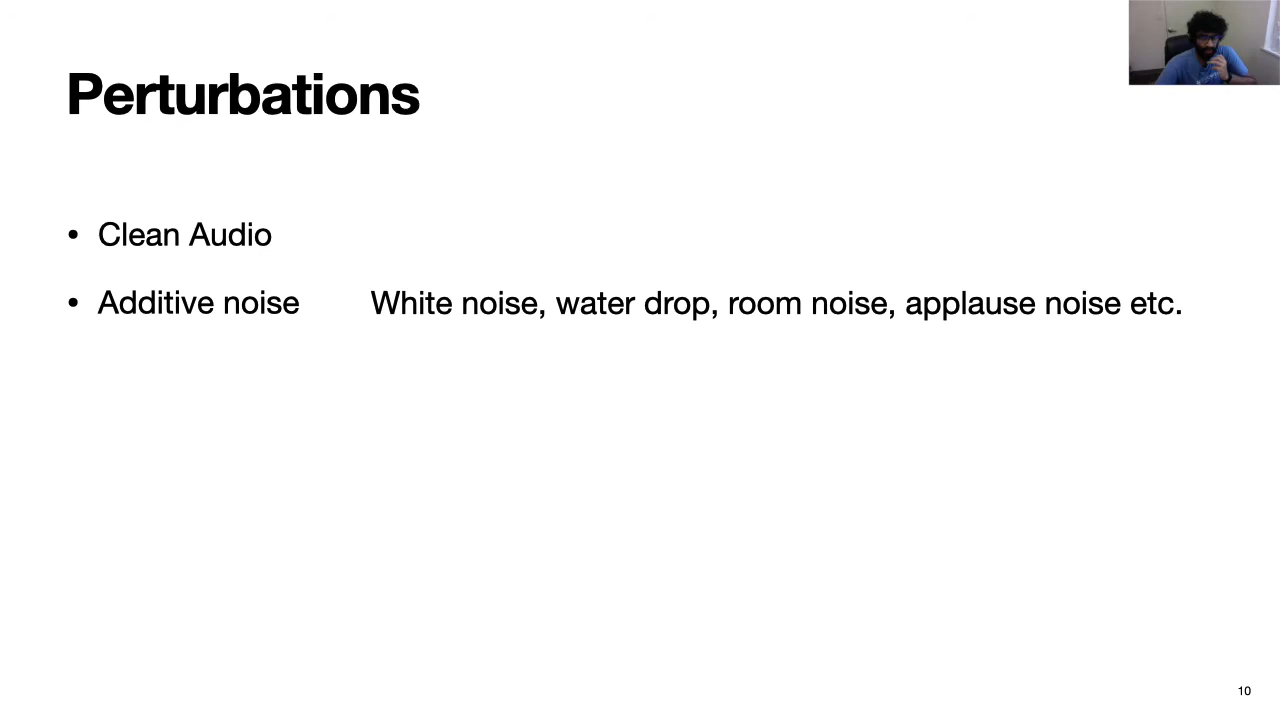 Perturbations
• Clean Audio
• Additive noise White noise, water drop, room noise, applause noise etc.
10